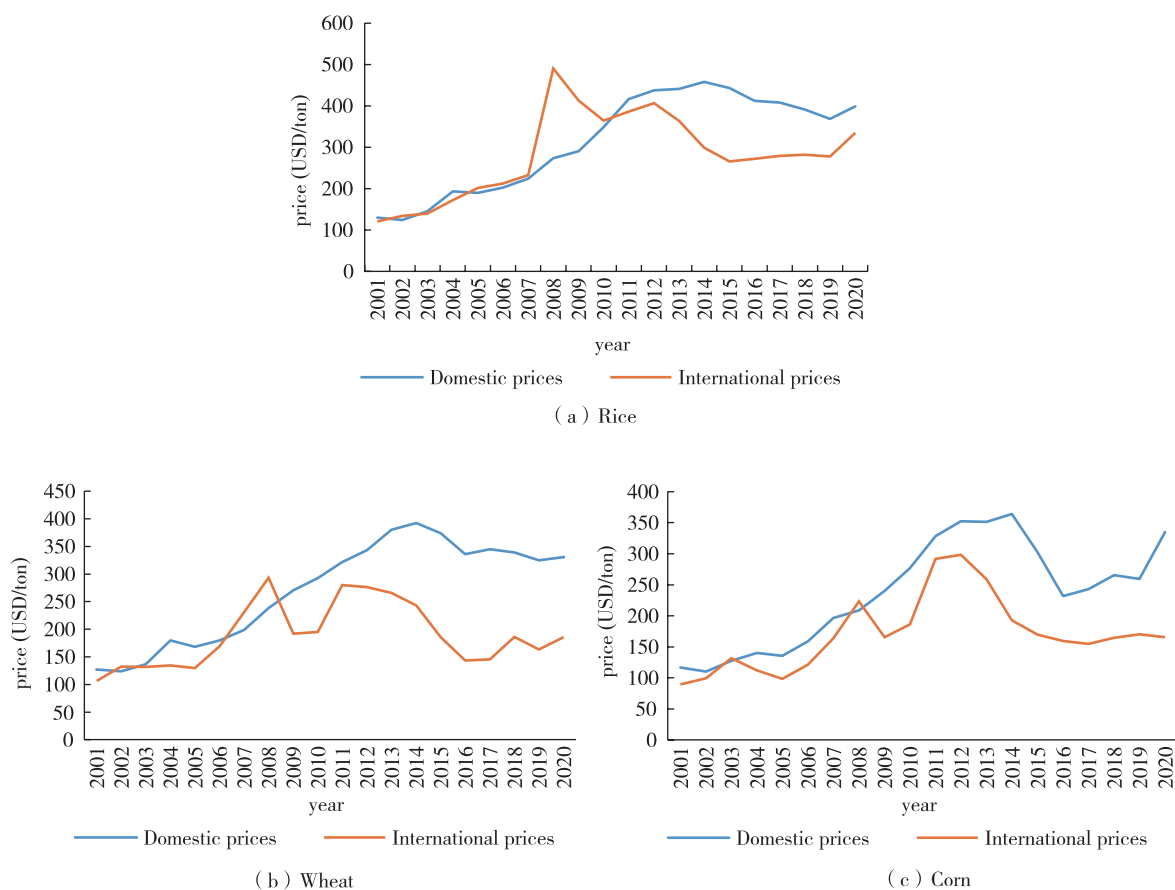 600
500
400
300
200
100
0
price (USD/ton)
2001 2002 2003 2004 2005 2006 2007 2008 2009 2010 2011 2012 2013 2014 2015 2016 2017 2018 2019 2020
year
Domestic prices International prices
( a ) Rice
450
400
350
300
250
200
150
100
50
0
price (USD/ton)
2001 2002 2003 2004 2005 2006 2007 2008 2009 2010 2011 2012 2013 2014 2015 2016 2017 2018 2019 2020
year
Domestic prices International prices
( b ) Wheat
400
350
300
250
200
150
100
50
0
price (USD/ton)
2001 2002 2003 2004 2005 2006 2007 2008 2009 2010 2011 2012 2013 2014 2015 2016 2017 2018 2019 2020
year
Domestic prices International prices
( c ) Corn